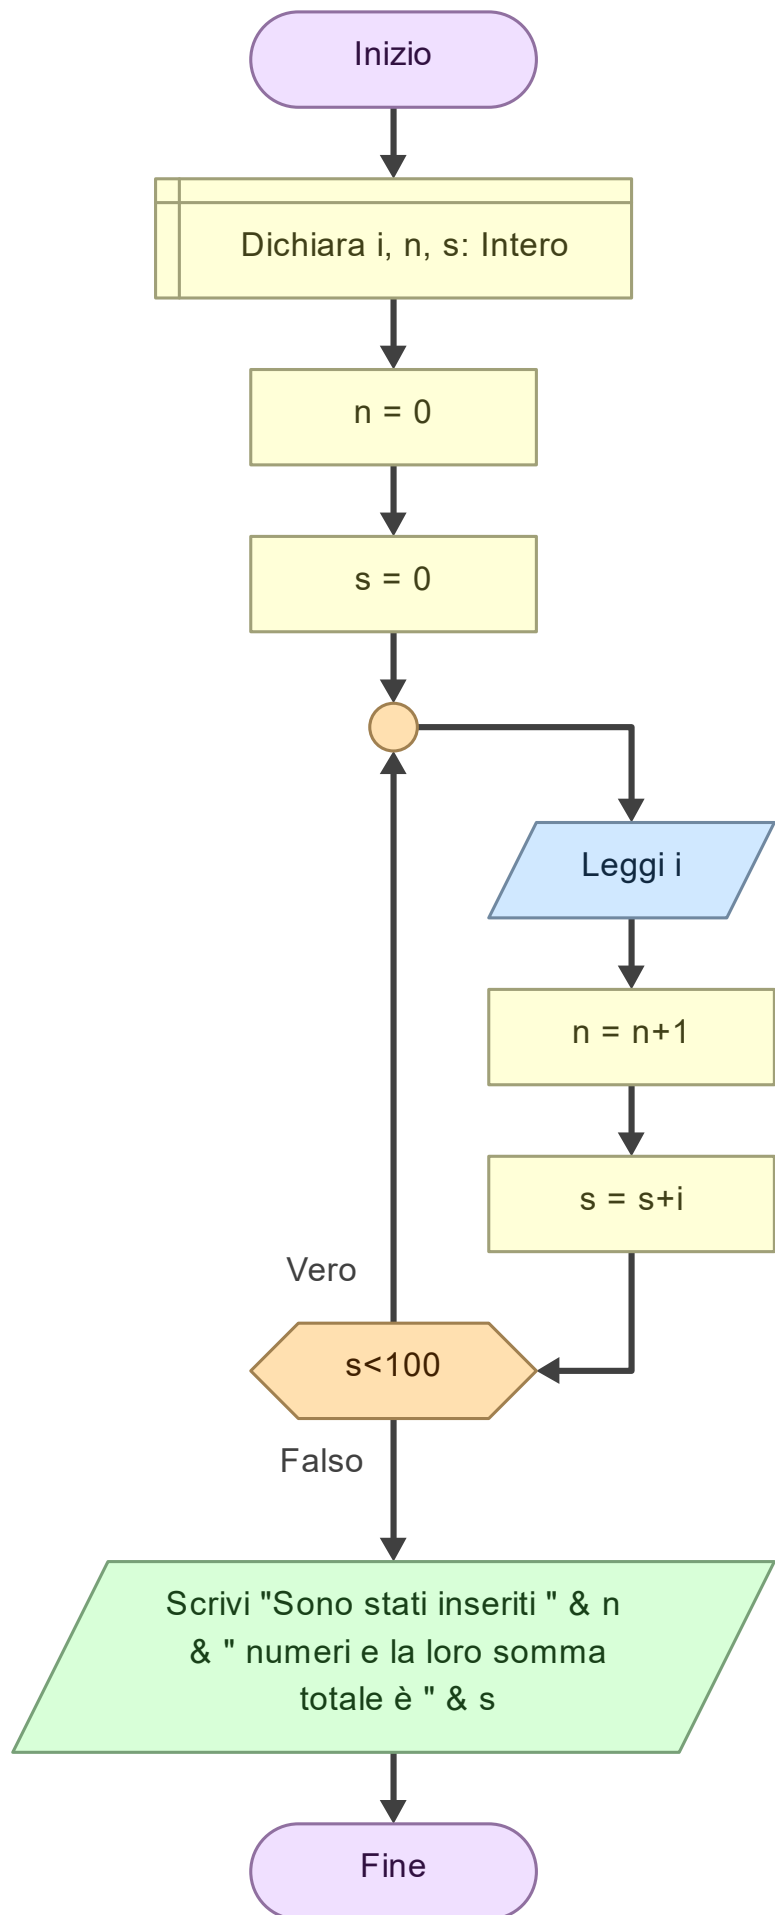 Inizio
Dichiara i, n, s: Intero
n = 0
s = 0
Leggi i
n = n+1
s = s+i
Vero
s<100
Falso
Scrivi "Sono stati inseriti " & n
& " numeri e la loro somma
totale è " & s
Fine